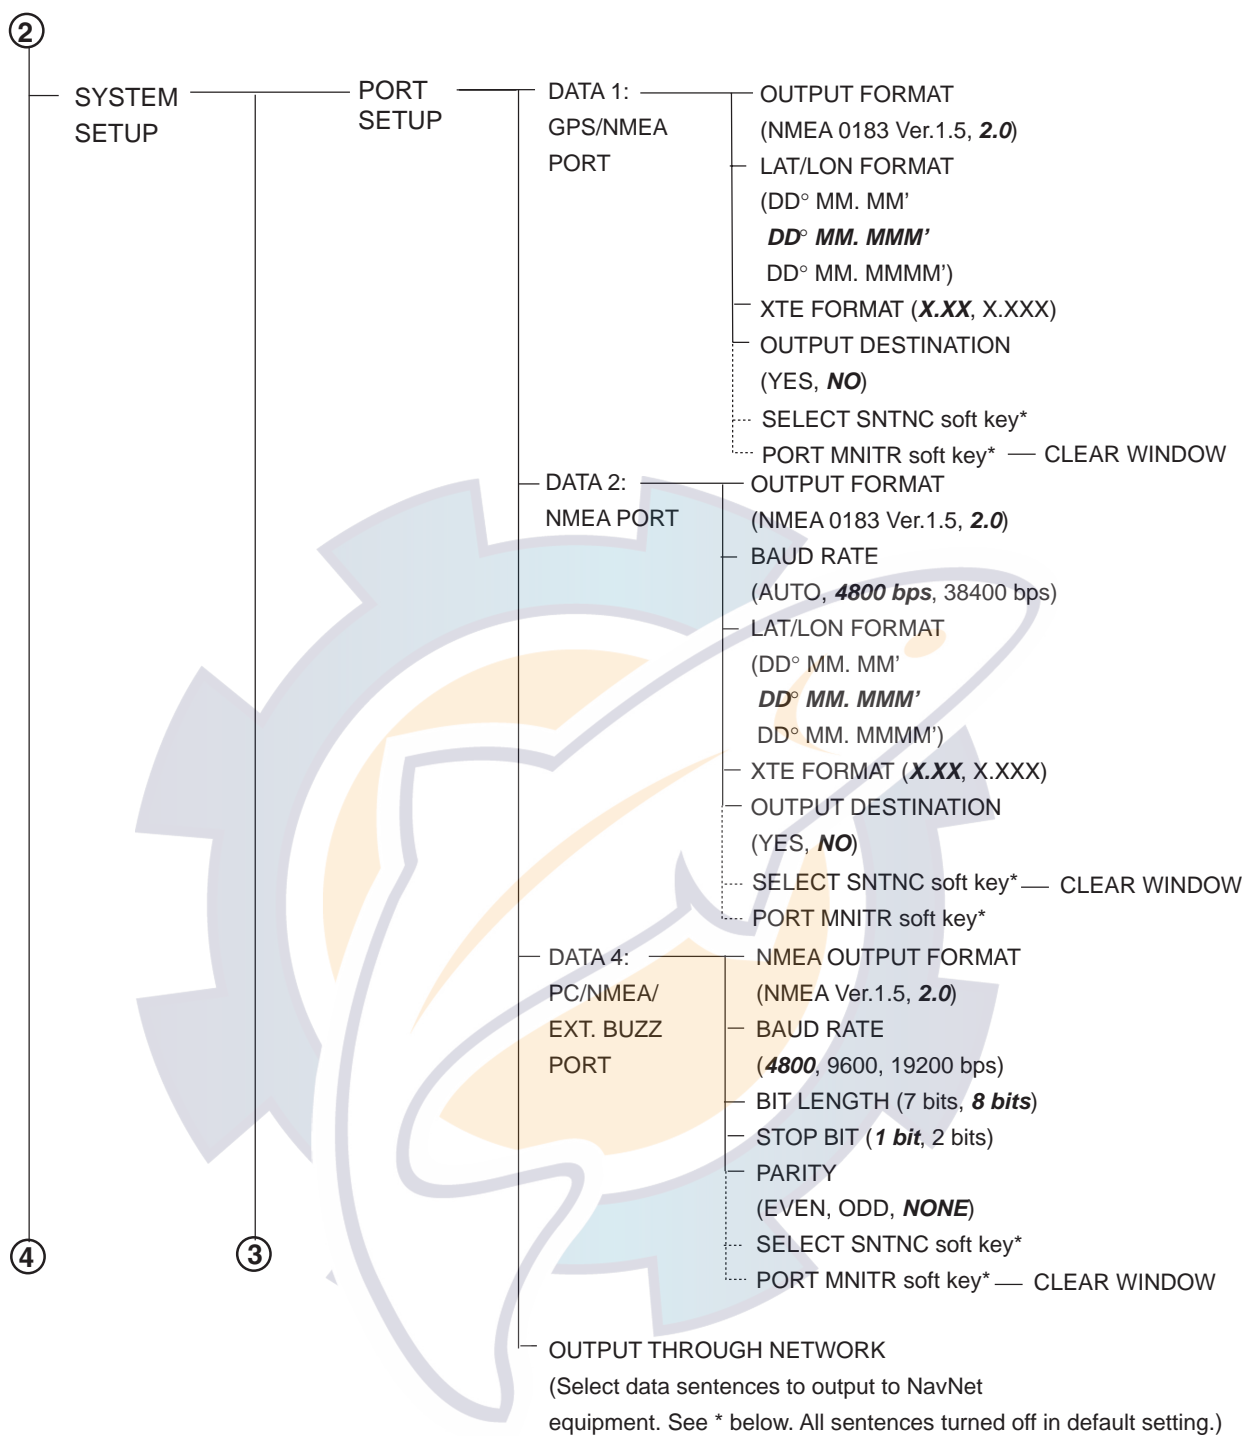 2
SYSTEM
SETUP
PORT
SETUP
DATA 1:
GPS/NMEA
PORT
OUTPUT FORMAT
(NMEA 0183 Ver.1.5, 2.0)
LAT/LON FORMAT
(DD° MM. MM'
DD° MM. MMM'
DD° MM. MMMM')
XTE FORMAT (X.XX, X.XXX)
OUTPUT DESTINATION
(YES, NO)
SELECT SNTNC soft key*
PORT MNITR soft key* — CLEAR WINDOW
DATA 2:
NMEA PORT
OUTPUT FORMAT
(NMEA 0183 Ver.1.5, 2.0)
BAUD RATE
(AUTO, 4800 bps, 38400 bps)
LAT/LON FORMAT
(DD° MM. MM'
DD° MM. MMM'
DD° MM. MMMM')
XTE FORMAT (X.XX, X.XXX)
OUTPUT DESTINATION
(YES, NO)
SELECT SNTNC soft key* — CLEAR WINDOW
PORT MNITR soft key*
DATA 4:
PC/NMEA/
EXT. BUZZ
PORT
NMEA OUTPUT FORMAT
(NMEA Ver.1.5, 2.0)
BAUD RATE
(4800, 9600, 19200 bps)
BIT LENGTH (7 bits, 8 bits)
STOP BIT (1 bit, 2 bits)
PARITY
(EVEN, ODD, NONE)
SELECT SNTNC soft key*
PORT MNITR soft key* — CLEAR WINDOW
4
3
OUTPUT THROUGH NETWORK
(Select data sentences to output to NavNet
equipment. See * below. All sentences turned off in default setting.)